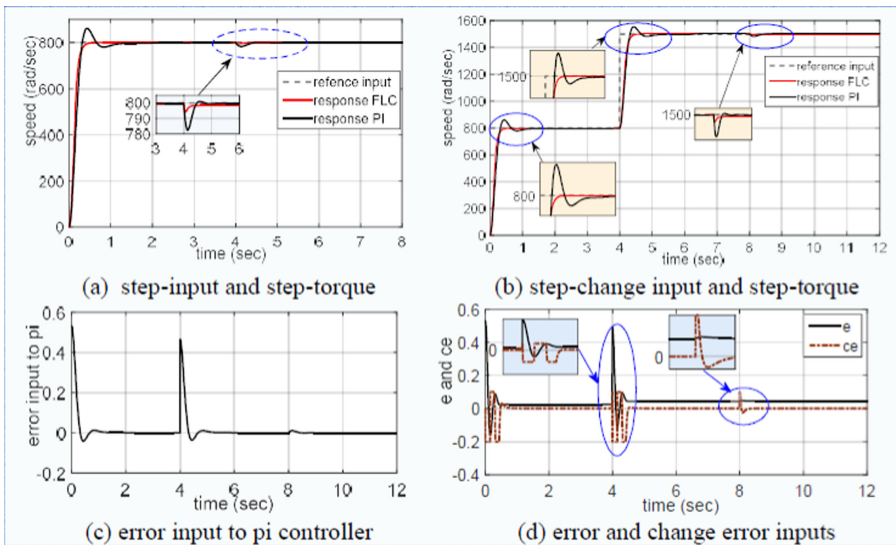 speed (rad/sec)
800
600
400
200
0
refence input
response FLC
response PI
800
790
780
3 4 5 6
0 1 2 3 4 5 6 7 8
time (sec)
(a) step-input and step-torque
speed (rad/sec)
1600
1400
1200
1000
800
600
400
200
0
1500
reference input
response FLC
response PI
1500
800
0 1 2 3 4 5 6 7 8 9 10 11 12
time (sec)
(b) step-change input and step-torque
error input to pi
0.6
0.4
0.2
0
-0.2
0 2 4 6 8 10 12
time (sec)
(c) error input to pi controller
e and ce
0.6
0.4
0.2
0
-0.2
-0.4
0
0
e
ce
0 2 4 6 8 10 12
time (sec)
(d) error and change error inputs